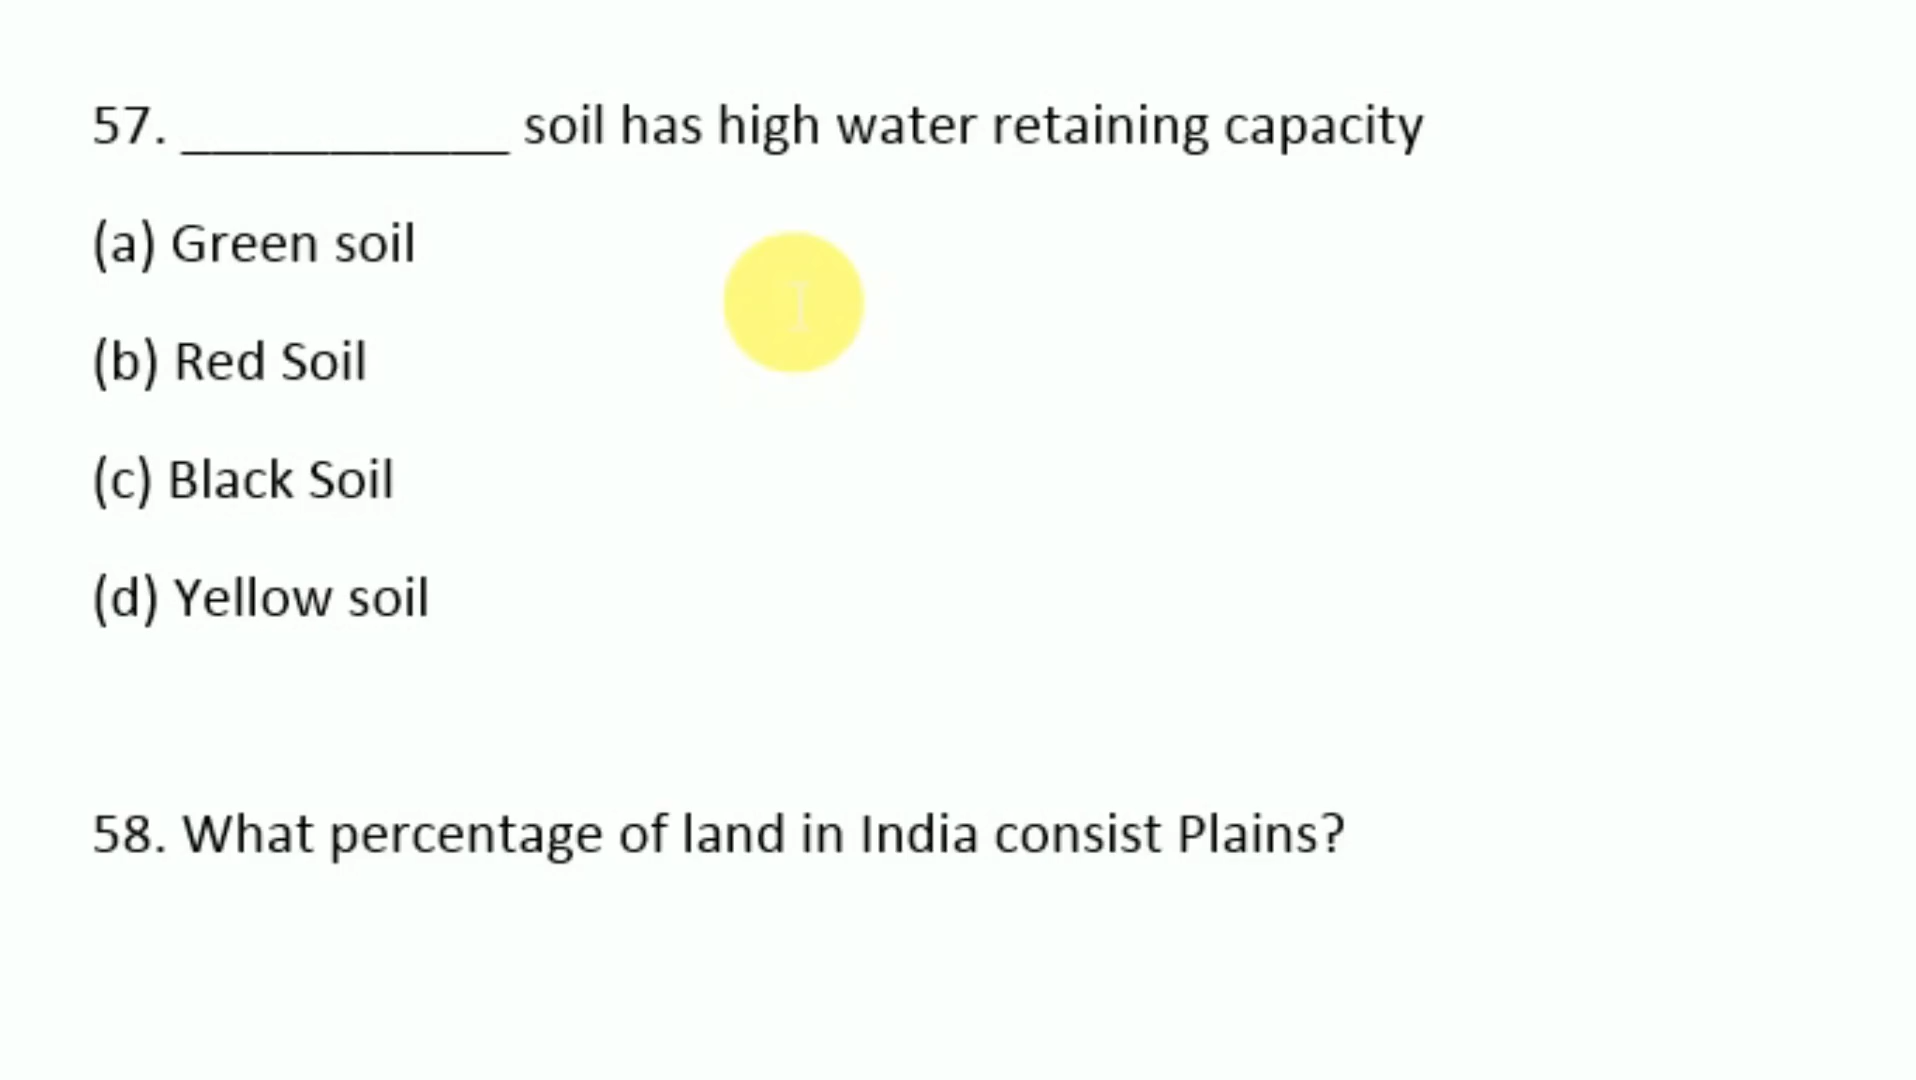 57. ____________ soil has high water retaining capacity
(a) Green soil
(b) Red Soil
(c) Black Soil
(d) Yellow soil
58. What percentage of land in India consist Plains?